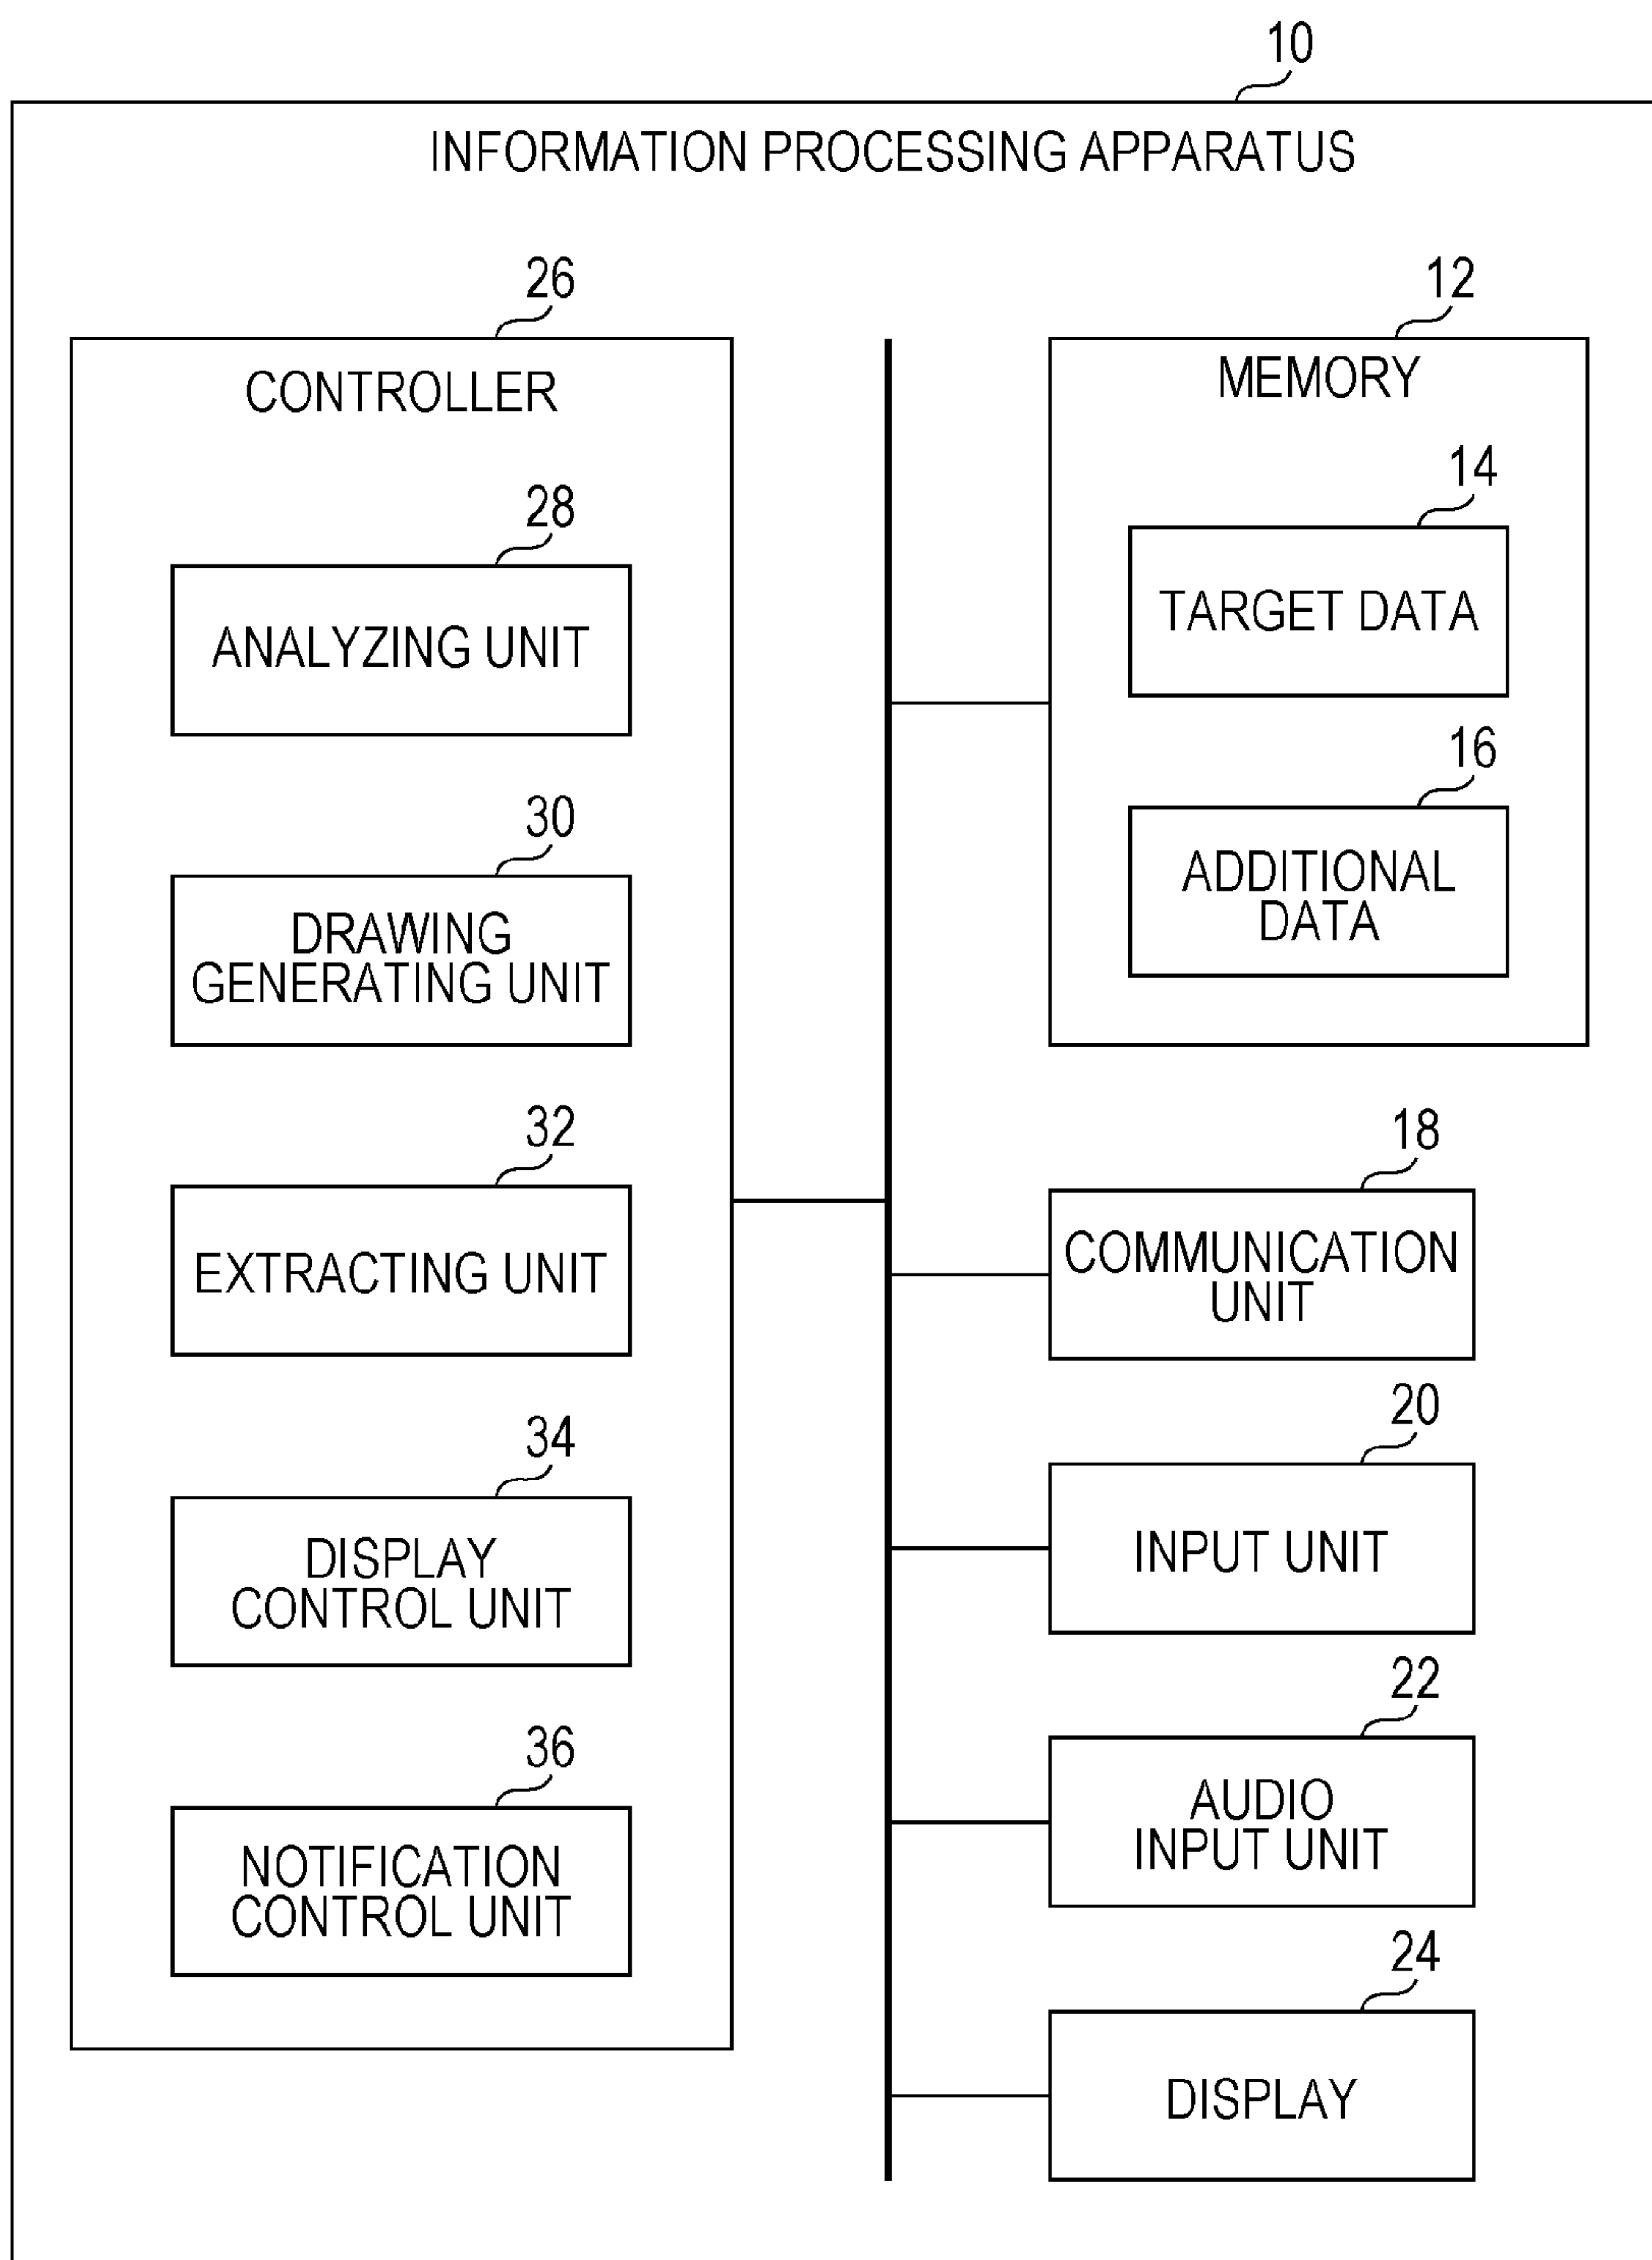 10
INFORMATION PROCESSING APPARATUS
26
CONTROLLER
28
ANALYZING UNIT
30
DRAWING
GENERATING UNIT
32
EXTRACTING UNIT
34
DISPLAY
CONTROL UNIT
36
NOTIFICATION
CONTROL UNIT
12
MEMORY
14
TARGET DATA
16
ADDITIONAL
DATA
18
COMMUNICATION
UNIT
20
INPUT UNIT
22
AUDIO
INPUT UNIT
24
DISPLAY